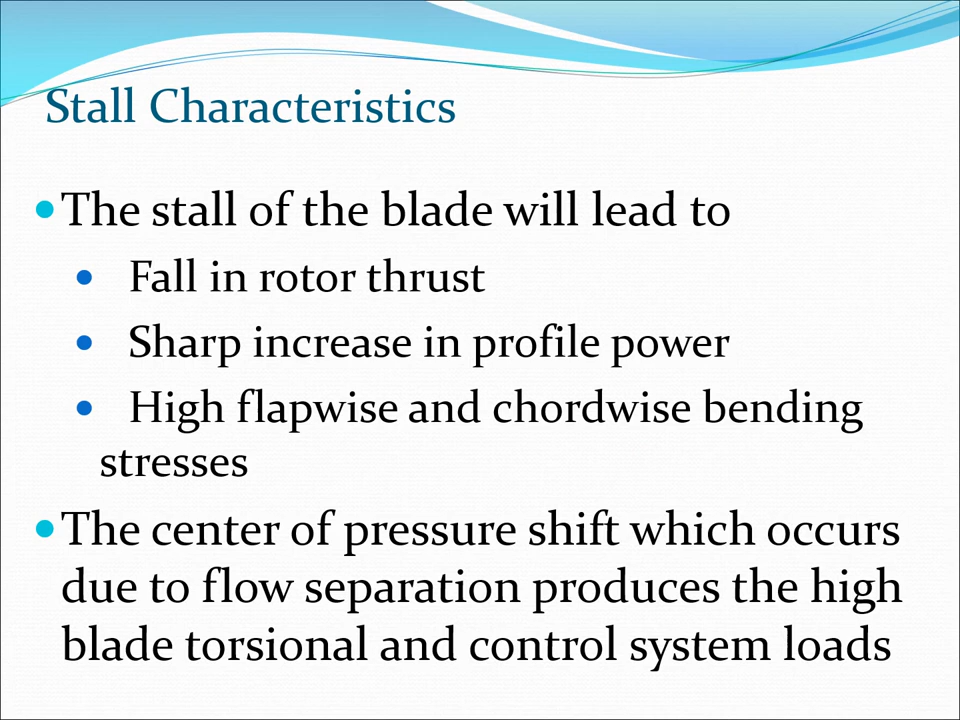 Stall Characteristics
• The stall of the blade will lead to
• Fall in rotor thrust
• Sharp increase in profile power
• High flapwise and chordwise bending
stresses
• The center of pressure shift which occurs
due to flow separation produces the high
blade torsional and control system loads